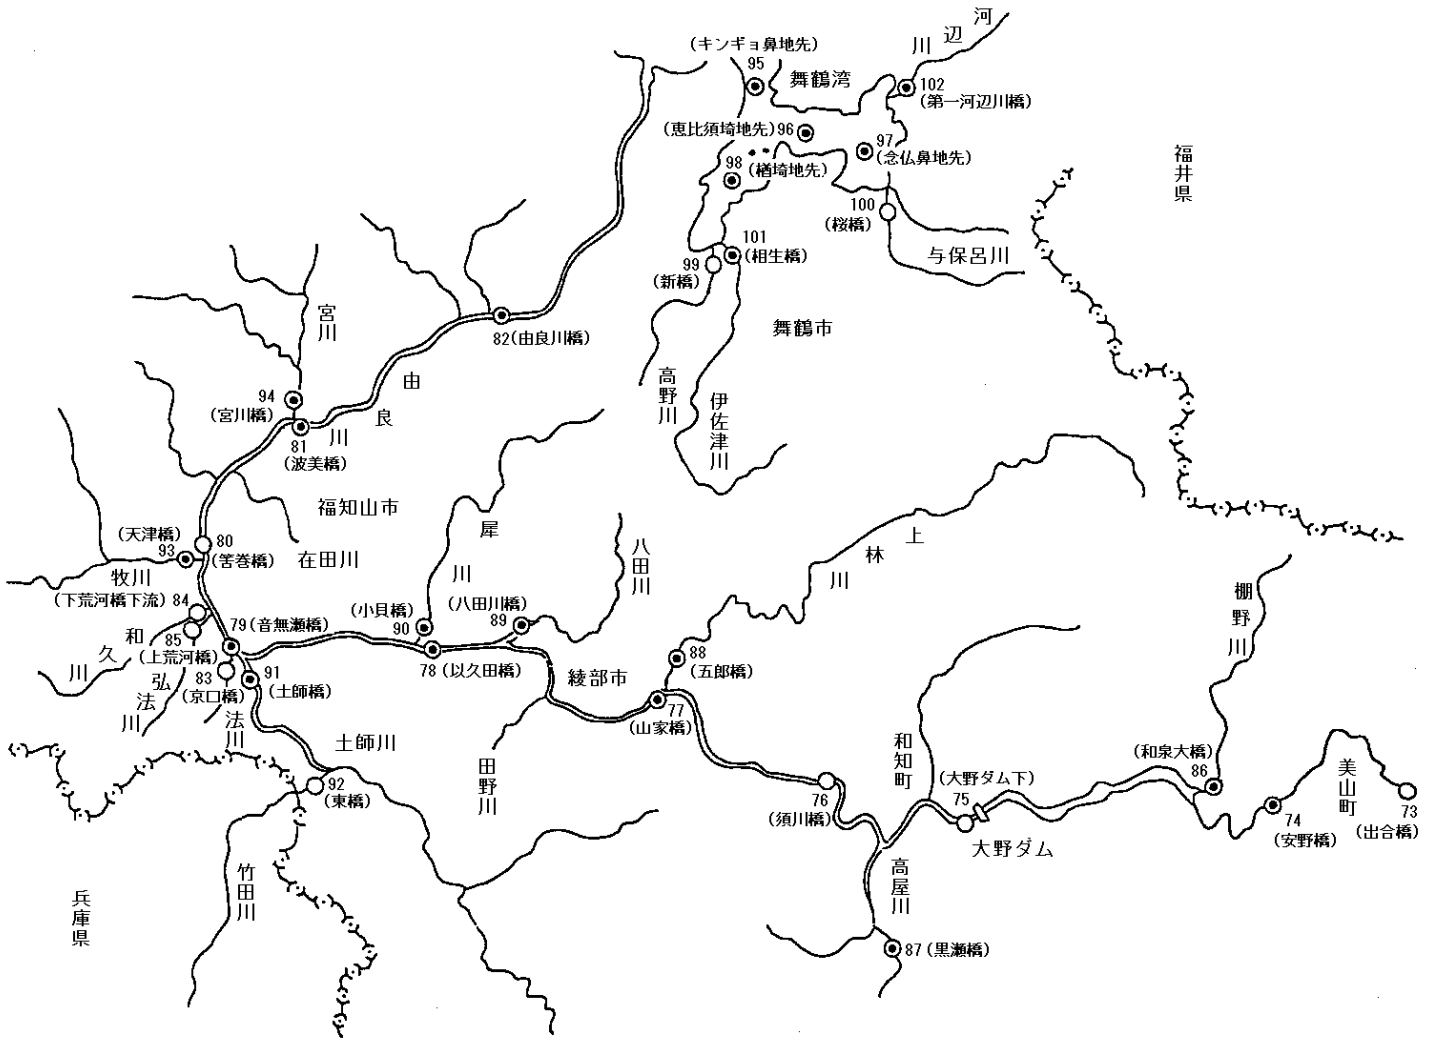 河辺川
(キンギョ鼻地先)
95
舞鶴湾
102
(第一河辺川橋)
(恵比須埼地先)96
97
(念仏鼻地先)
98
(楢埼地先)
福井県
100
(桜橋)
与保呂川
101
(相生橋)
99
(新橋)
舞鶴市
高野川
伊佐津川
宮川
82(由良川橋)
由良川
94
(宮川橋)
81
(波美橋)
福知山市
在田川
(天津橋)
93
80
(筈巻橋)
牧川
(下荒河橋下流)84
85
(上荒河橋)
79(音無瀬橋)
和久川
弘法川
83
(京口橋)
法川
91
(土師橋)
土師川
92
(東橋)
竹田川
兵庫県
犀川
八田川
(小貝橋)
90
(八田川橋)
89
78(以久田橋)
綾部市
田野川
上林川
88
(五郎橋)
77
(山家橋)
76
(須川橋)
和知町
(大野ダム下)
75
大野ダム
高屋川
87(黒瀬橋)
棚野川
(和泉大橋)
86
美山町
74
(安野橋)
73
(出合橋)